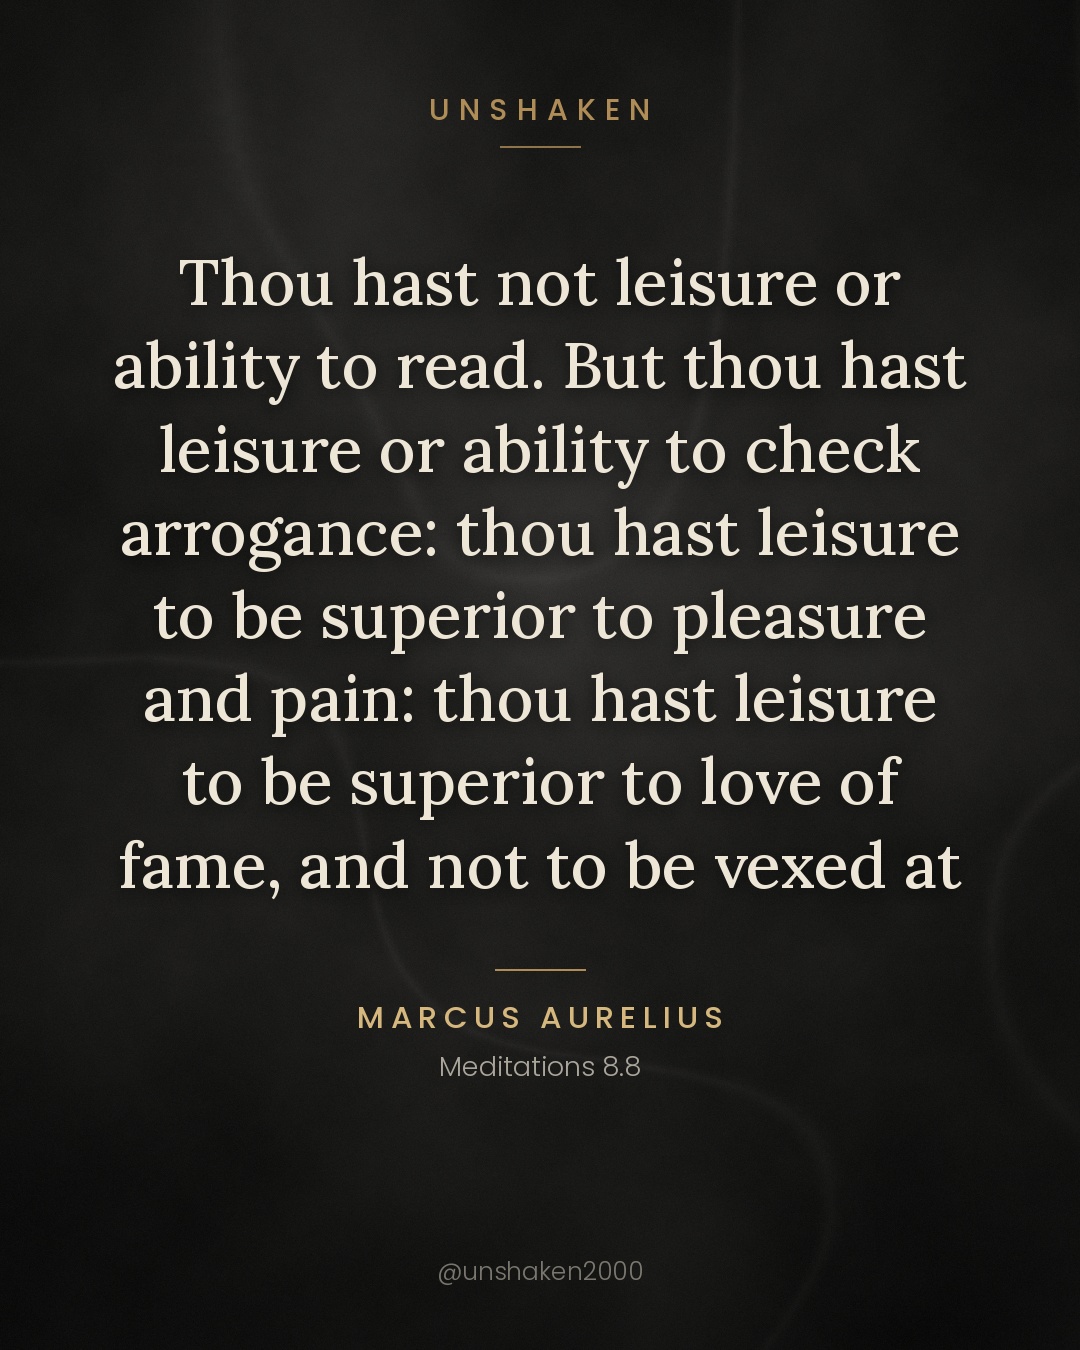 UNSHAKEN
Thou hast not leisure or
ability to read. But thou hast
leisure or ability to check
arrogance: thou hast leisure
to be superior to pleasure
and pain: thou hast leisure
to be superior to love of
fame, and not to be vexed at
MARCUS AURELIUS
Meditations 8.8
@unshaken2000